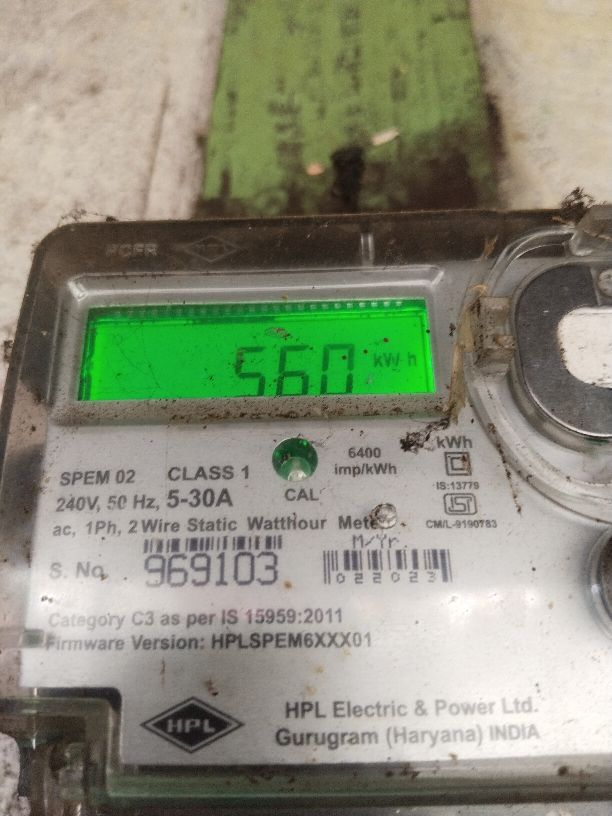 560 kW h
6400
imp/kWh
kWh
SPEM 02 CLASS 1
240V, 50 Hz, 5-30A
CAL
IS:13779
ISI
CM/L-9190783
ac, 1Ph, 2 Wire Static Watthour Meter
M/Yr
S. No. 969103
022023
Category C3 as per IS 15959:2011
Firmware Version: HPLSPEM6XXX01
HPL
HPL Electric & Power Ltd.
Gurugram (Haryana) INDIA